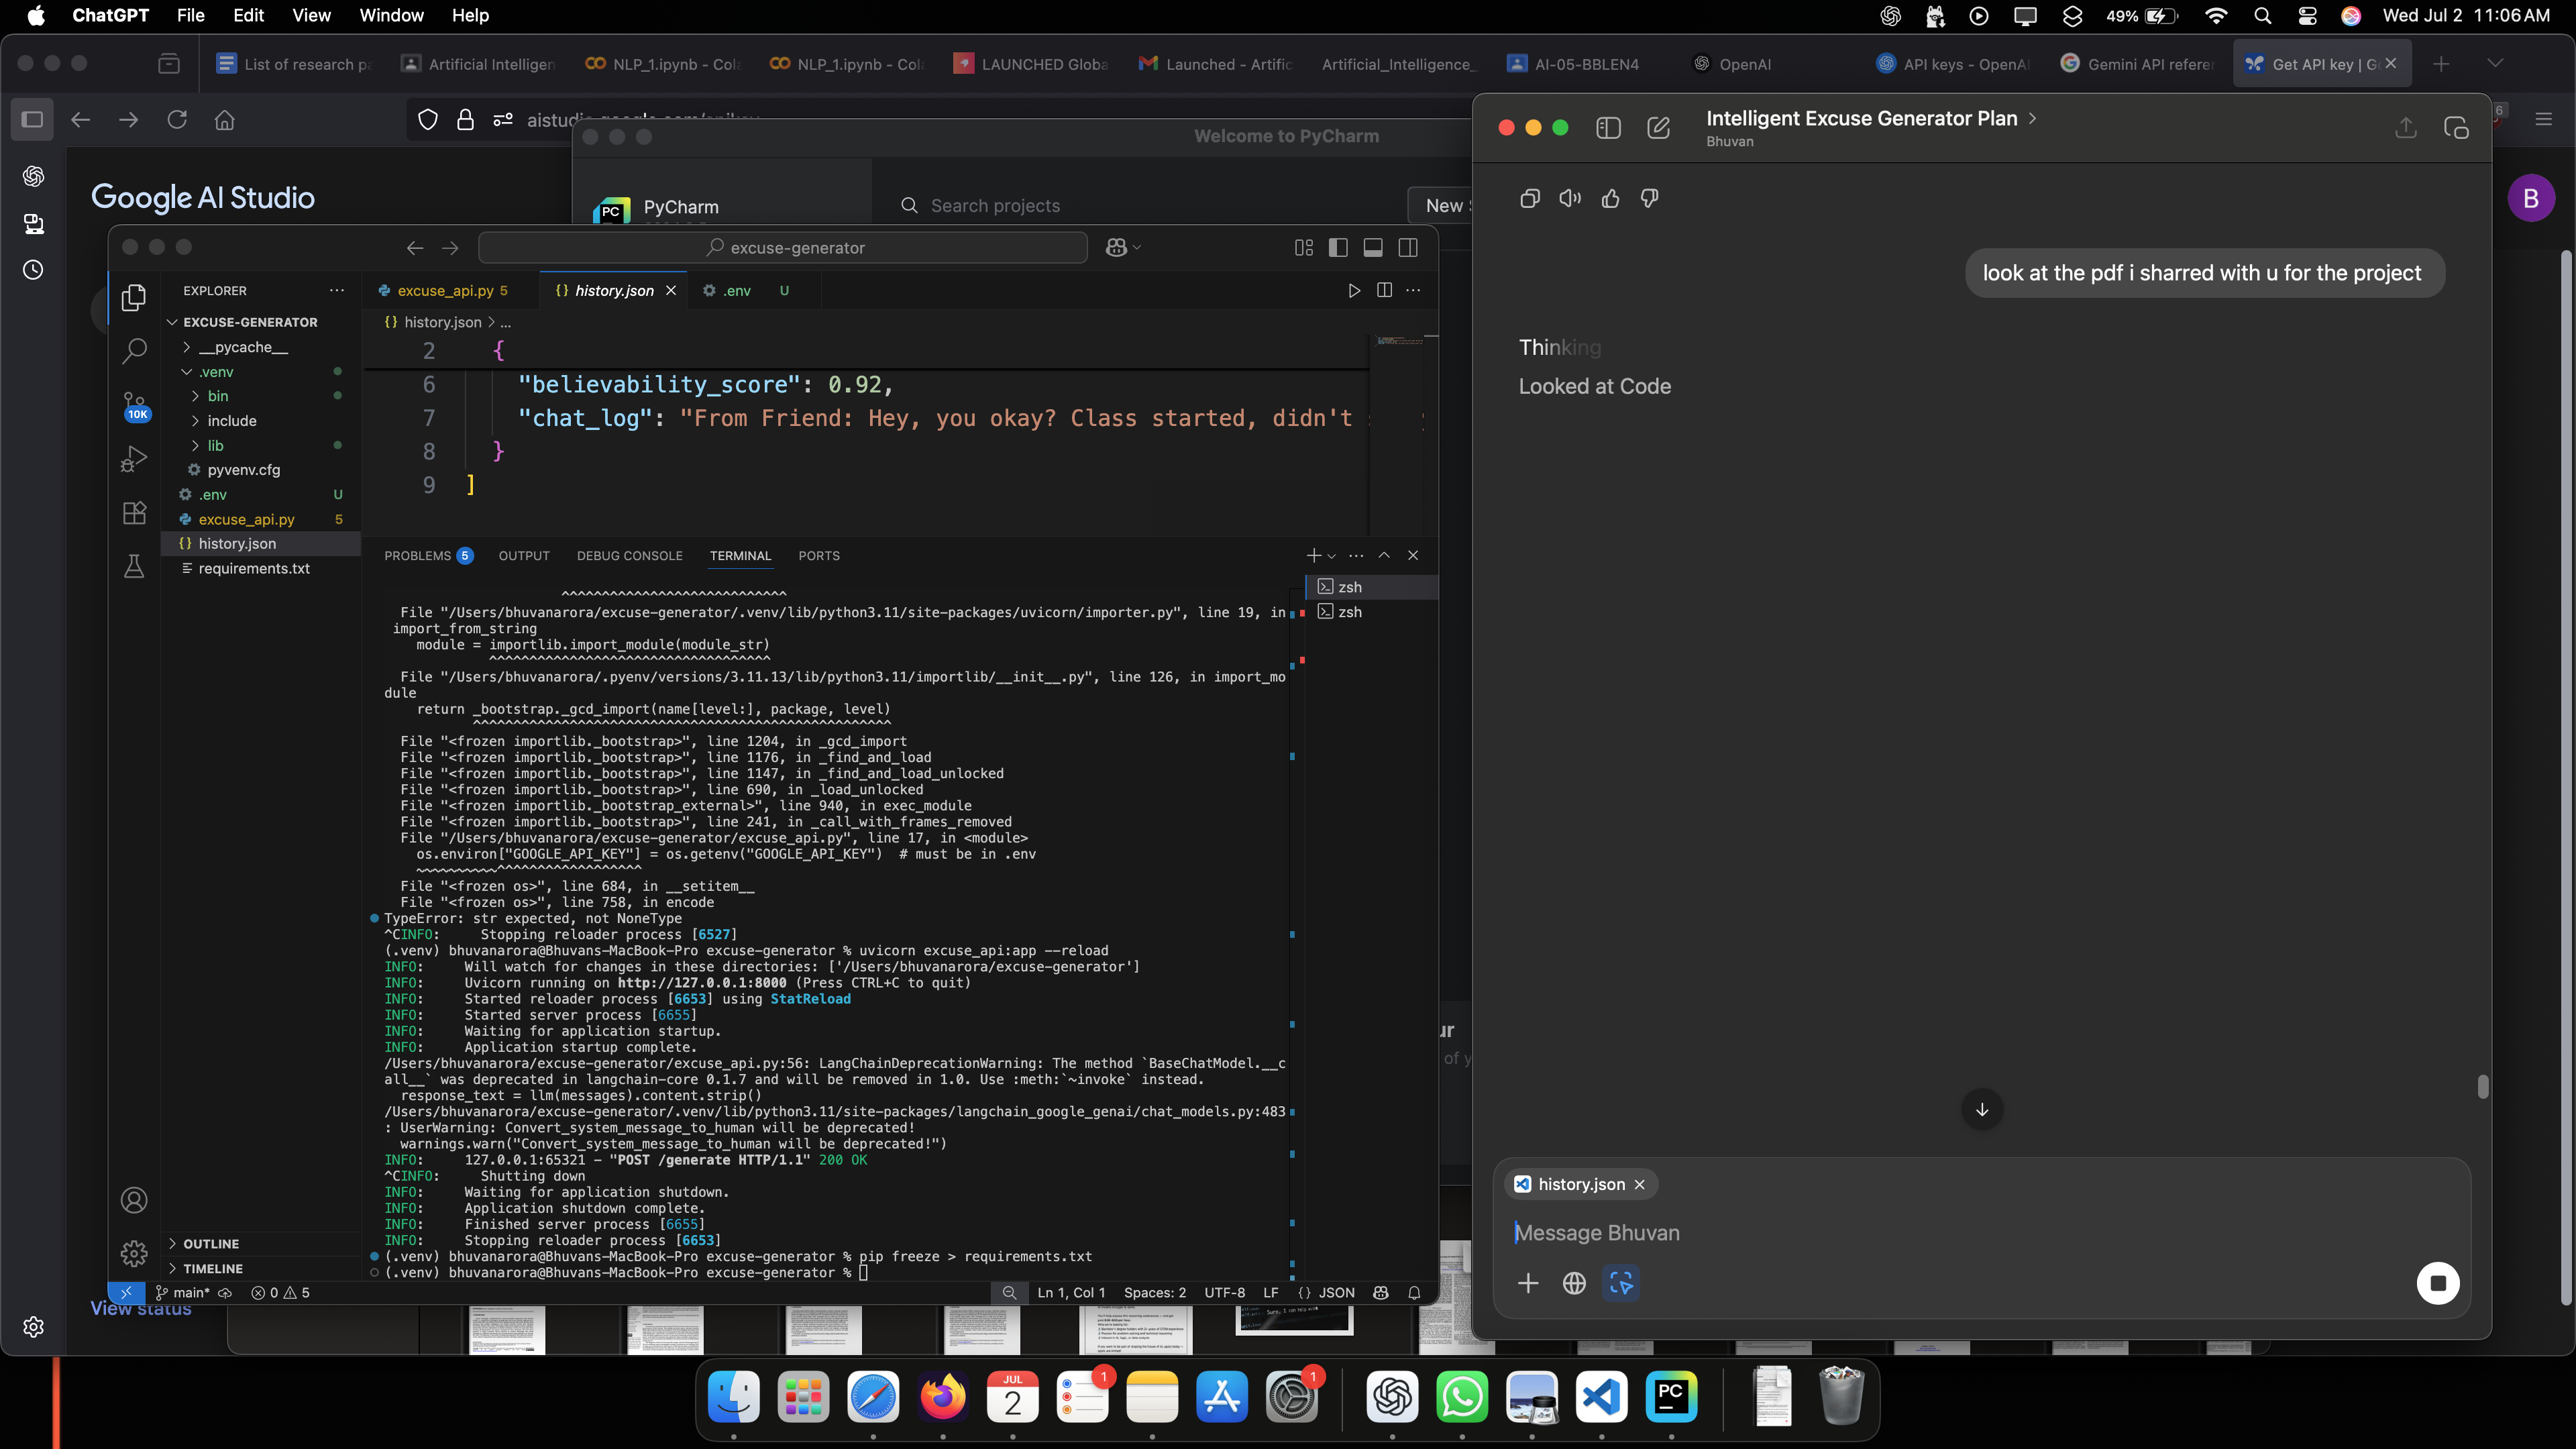 ChatGPT File Edit View Window Help
49% Wed Jul 2 11:06 AM
List of research pa
Artificial Intelligen
NLP_1.ipynb - Cola
NLP_1.ipynb - Cola
LAUNCHED Globa
Launched - Artific
Artificial_Intelligence_
AI-05-BBLEN4
OpenAI
API keys - OpenAI
Gemini API referen
Get API key | G
Google AI Studio
B
View status
Welcome to PyCharm
PC PyCharm
Search projects
New
ur
of y
excuse-generator
EXPLORER
EXCUSE-GENERATOR
__pycache__
.venv
bin
include
lib
pyvenv.cfg
.env U
excuse_api.py 5
history.json
requirements.txt
10K
OUTLINE
TIMELINE
excuse_api.py 5
{} history.json
.env U
{} history.json > ...
2 {
6 "believability_score": 0.92,
7 "chat_log": "From Friend: Hey, you okay? Class started, didn't
8 }
9 ]
PROBLEMS 5 OUTPUT DEBUG CONSOLE TERMINAL PORTS
zsh
zsh
^^^^^^^^^^^^^^^^^^^^^^^^^^^^
File "/Users/bhuvanarora/excuse-generator/.venv/lib/python3.11/site-packages/uvicorn/importer.py", line 19, in
import_from_string
module = importlib.import_module(module_str)
^^^^^^^^^^^^^^^^^^^^^^^^^^^^^^^^^^^
File "/Users/bhuvanarora/.pyenv/versions/3.11.13/lib/python3.11/importlib/__init__.py", line 126, in import_mo
dule
return _bootstrap._gcd_import(name[level:], package, level)
^^^^^^^^^^^^^^^^^^^^^^^^^^^^^^^^^^^^^^^^^^^^^^^^^^^^
File "<frozen importlib._bootstrap>", line 1204, in _gcd_import
File "<frozen importlib._bootstrap>", line 1176, in _find_and_load
File "<frozen importlib._bootstrap>", line 1147, in _find_and_load_unlocked
File "<frozen importlib._bootstrap>", line 690, in _load_unlocked
File "<frozen importlib._bootstrap_external>", line 940, in exec_module
File "<frozen importlib._bootstrap>", line 241, in _call_with_frames_removed
File "/Users/bhuvanarora/excuse-generator/excuse_api.py", line 17, in <module>
os.environ["GOOGLE_API_KEY"] = os.getenv("GOOGLE_API_KEY")  # must be in .env
~~~~~~~~~~^^^^^^^^^^^^^^^^^^
File "<frozen os>", line 684, in __setitem__
File "<frozen os>", line 758, in encode
TypeError: str expected, not NoneType
^CINFO:     Stopping reloader process [6527]
(.venv) bhuvanarora@Bhuvans-MacBook-Pro excuse-generator % uvicorn excuse_api:app --reload
INFO:     Will watch for changes in these directories: ['/Users/bhuvanarora/excuse-generator']
INFO:     Uvicorn running on http://127.0.0.1:8000 (Press CTRL+C to quit)
INFO:     Started reloader process [6653] using StatReload
INFO:     Started server process [6655]
INFO:     Waiting for application startup.
INFO:     Application startup complete.
/Users/bhuvanarora/excuse-generator/excuse_api.py:56: LangChainDeprecationWarning: The method `BaseChatModel.__c
all__` was deprecated in langchain-core 0.1.7 and will be removed in 1.0. Use :meth:`~invoke` instead.
response_text = llm(messages).content.strip()
/Users/bhuvanarora/excuse-generator/.venv/lib/python3.11/site-packages/langchain_google_genai/chat_models.py:483
: UserWarning: Convert_system_message_to_human will be deprecated!
warnings.warn("Convert_system_message_to_human will be deprecated!")
INFO:     127.0.0.1:65321 - "POST /generate HTTP/1.1" 200 OK
^CINFO:     Shutting down
INFO:     Waiting for application shutdown.
INFO:     Application shutdown complete.
INFO:     Finished server process [6655]
INFO:     Stopping reloader process [6653]
(.venv) bhuvanarora@Bhuvans-MacBook-Pro excuse-generator % pip freeze > requirements.txt
(.venv) bhuvanarora@Bhuvans-MacBook-Pro excuse-generator %
main* 0 5 Ln 1, Col 1 Spaces: 2 UTF-8 LF {} JSON
Intelligent Excuse Generator Plan >
Bhuvan
6
look at the pdf i sharred with u for the project
Thinking
Looked at Code
history.json
Message Bhuvan
JUL
2
1
1
PC